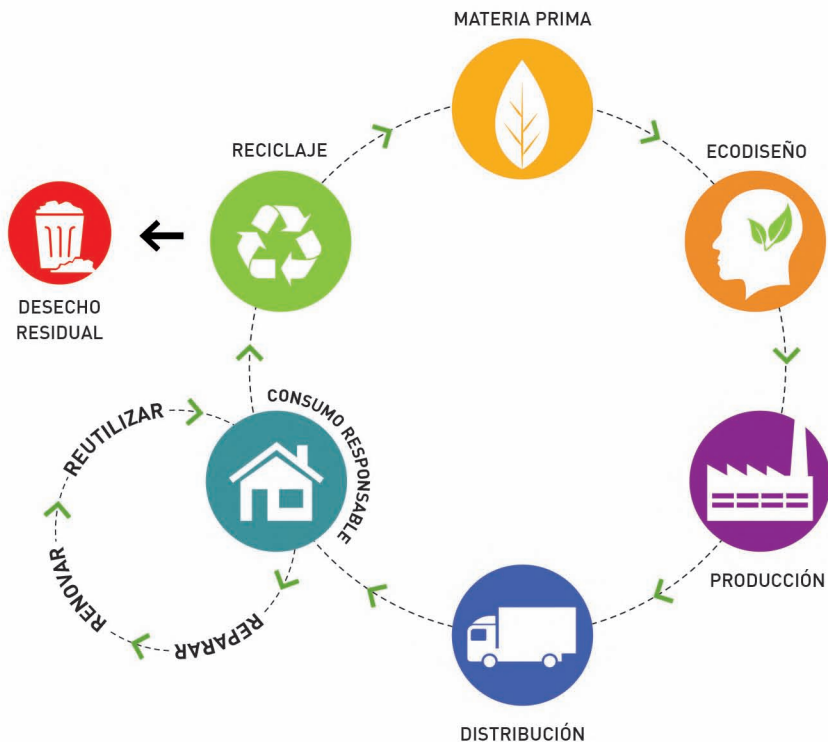 MATERIA PRIMA
ECODISEÑO
PRODUCCIÓN
DISTRIBUCIÓN
CONSUMO RESPONSABLE
REPARAR
RENOVAR
REUTILIZAR
RECICLAJE
DESECHO
RESIDUAL